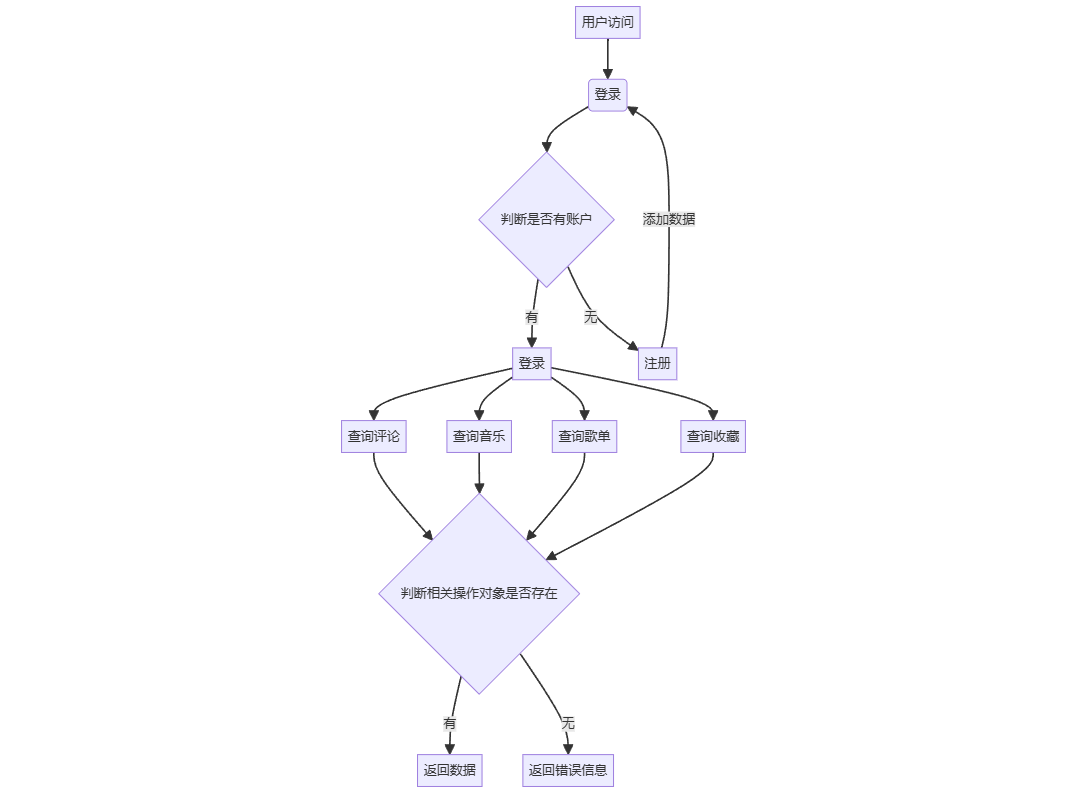 用户访问
登录
判断是否有账户
添加数据
有
无
登录
注册
查询评论
查询音乐
查询歌单
查询收藏
判断相关操作对象是否存在
有
无
返回数据
返回错误信息